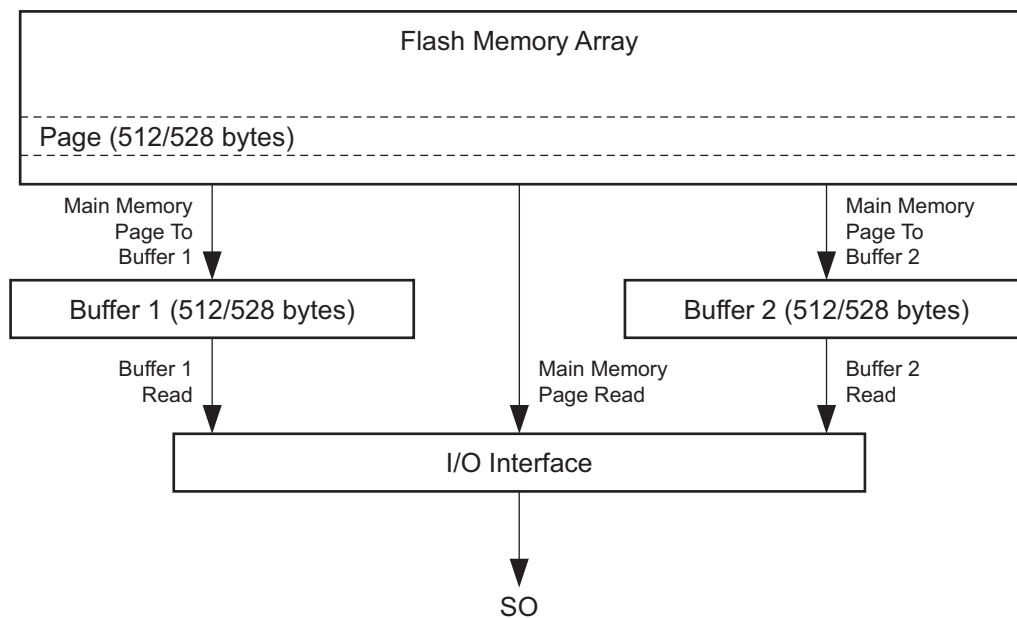 Flash Memory Array
Page (512/528 bytes)
Main Memory
Page To
Buffer 1
Main Memory
Page To
Buffer 2
Buffer 1 (512/528 bytes)
Buffer 2 (512/528 bytes)
Buffer 1
Read
Main Memory
Page Read
Buffer 2
Read
I/O Interface
SO